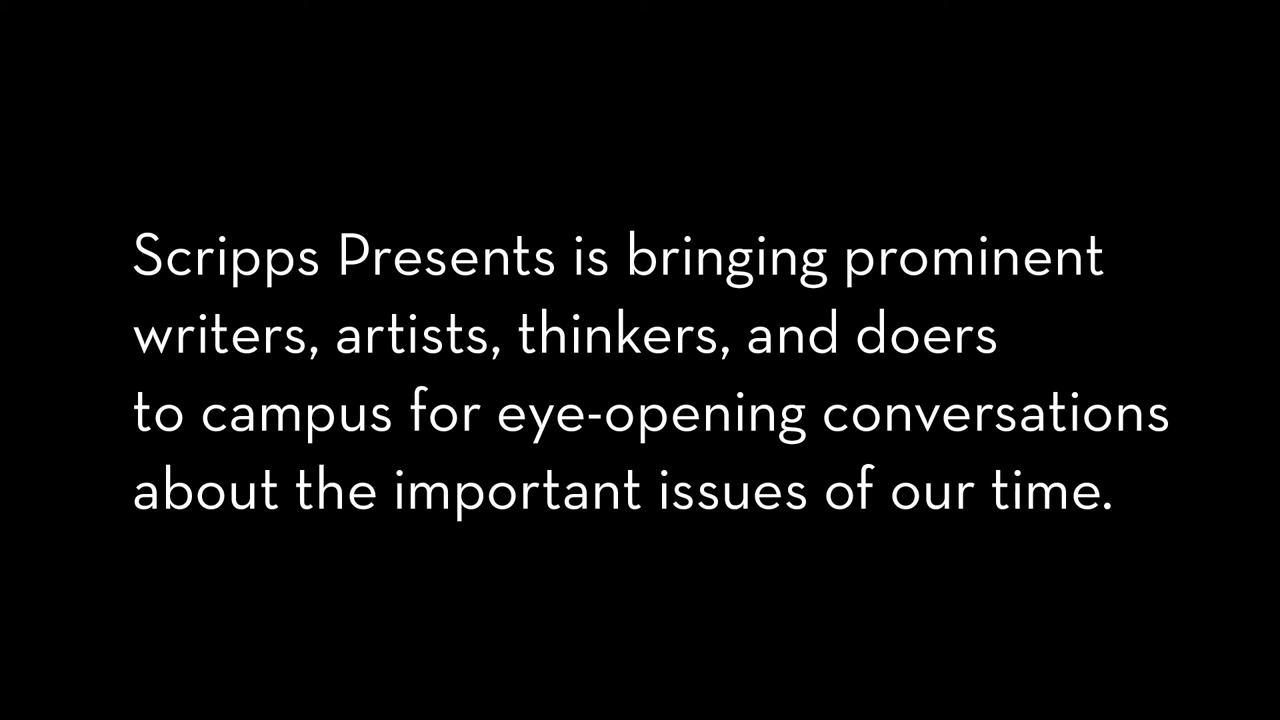 Scripps Presents is bringing prominent
writers, artists, thinkers, and doers
to campus for eye-opening conversations
about the important issues of our time.